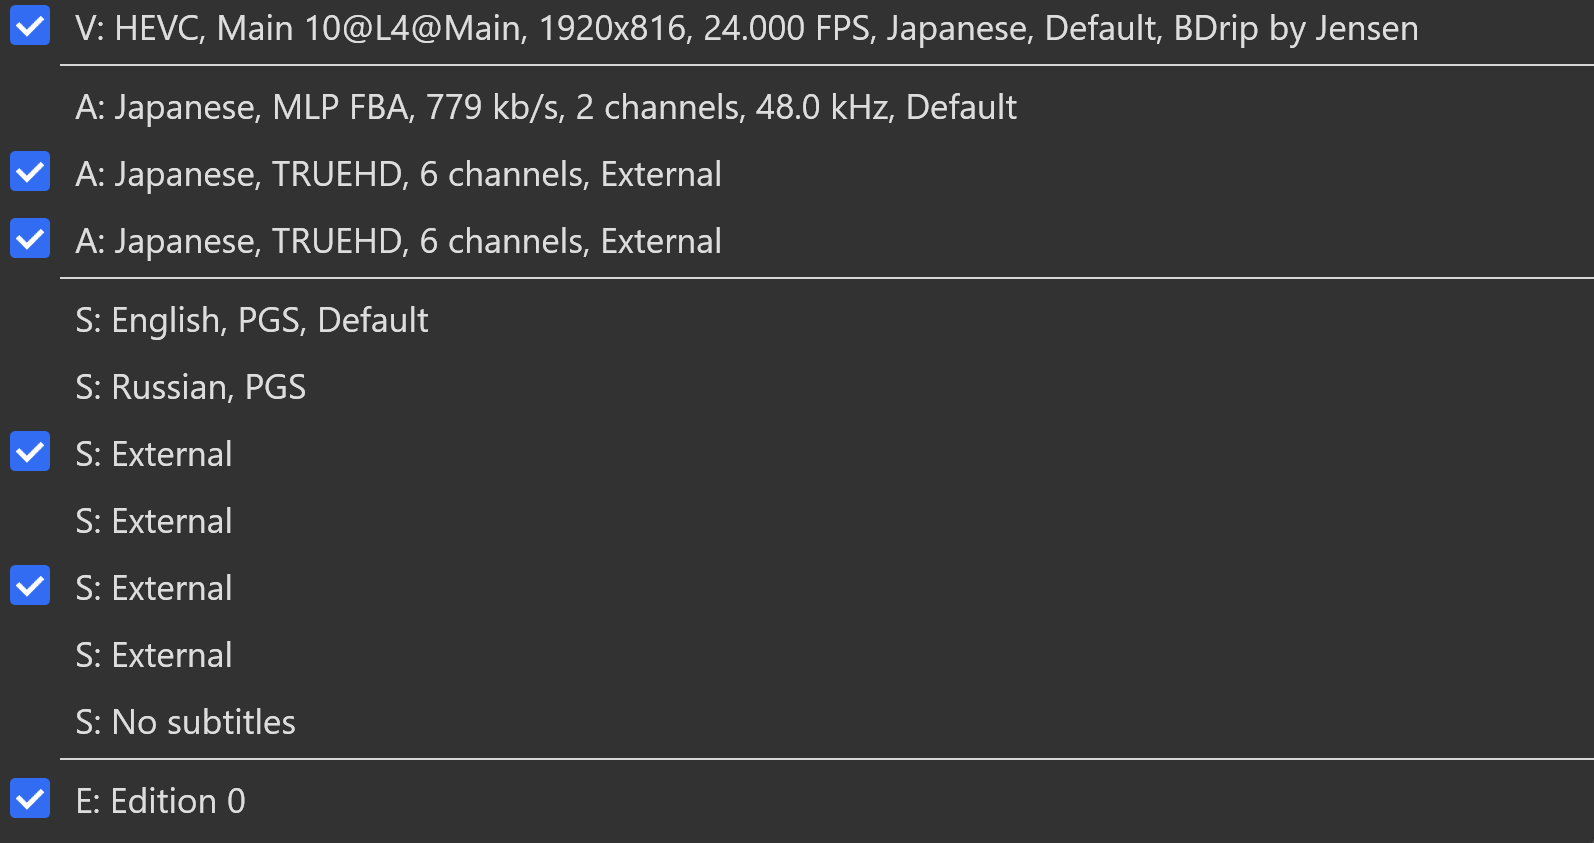 V: HEVC, Main 10@L4@Main, 1920x816, 24.000 FPS, Japanese, Default, BDrip by Jensen
A: Japanese, MLP FBA, 779 kb/s, 2 channels, 48.0 kHz, Default
A: Japanese, TRUEHD, 6 channels, External
A: Japanese, TRUEHD, 6 channels, External
S: English, PGS, Default
S: Russian, PGS
S: External
S: External
S: External
S: External
S: No subtitles
E: Edition 0